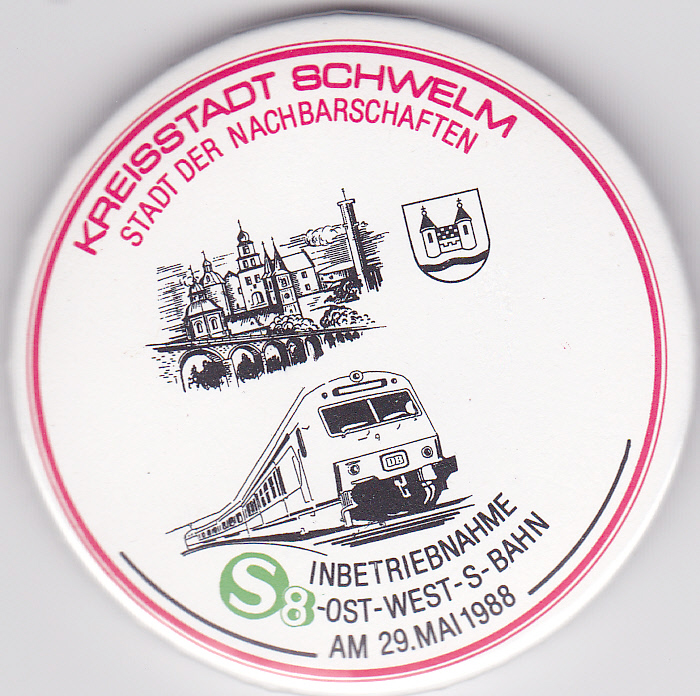 KREISSTADT SCHWELM
STADT DER NACHBARSCHAFTEN
DB
INBETRIEBNAHME
S8-OST-WEST-S-BAHN
AM 29.MAI 1988